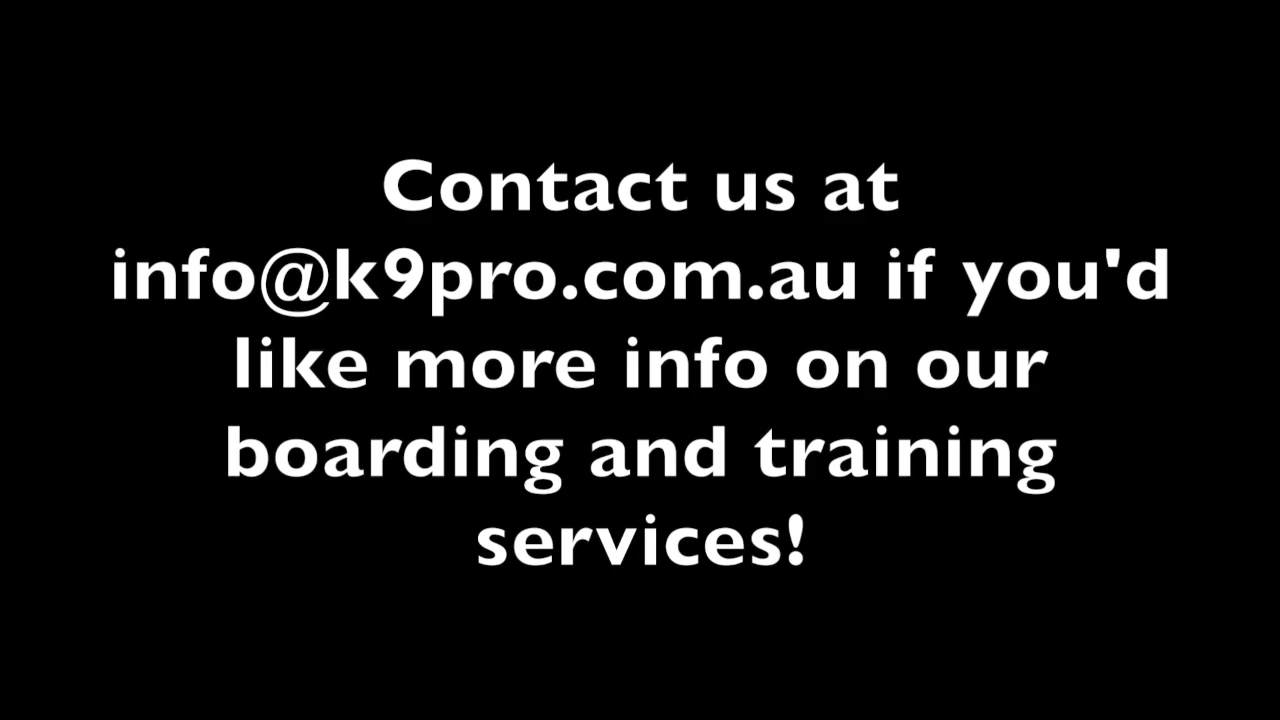 Contact us at
info@k9pro.com.au if you'd
like more info on our
boarding and training
services!